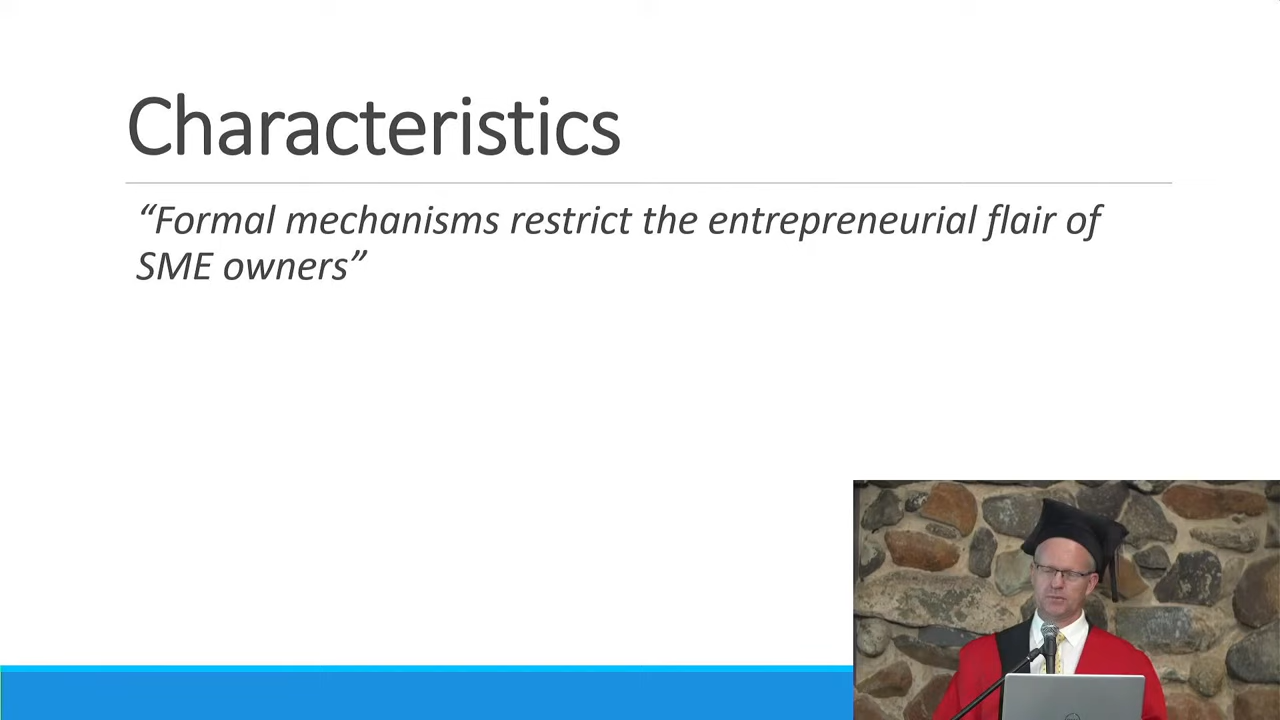 Characteristics
“Formal mechanisms restrict the entrepreneurial flair of
SME owners”